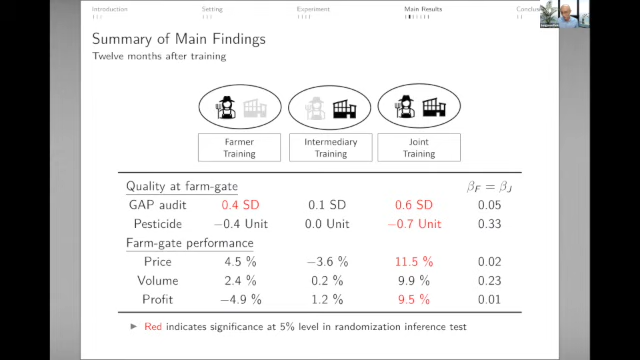 Introduction Setting Experiment Main Results
Summary of Main Findings
Twelve months after training
Farmer Training Intermediary Training Joint Training
Quality at farm-gate β_F = β_J
GAP audit 0.4 SD 0.1 SD 0.6 SD 0.05
Pesticide −0.4 Unit 0.0 Unit −0.7 Unit 0.33
Farm-gate performance
Price 4.5 % −3.6 % 11.5 % 0.02
Volume 2.4 % 0.2 % 9.9 % 0.23
Profit −4.9 % 1.2 % 9.5 % 0.01
▶ Red indicates significance at 5% level in randomization inference test